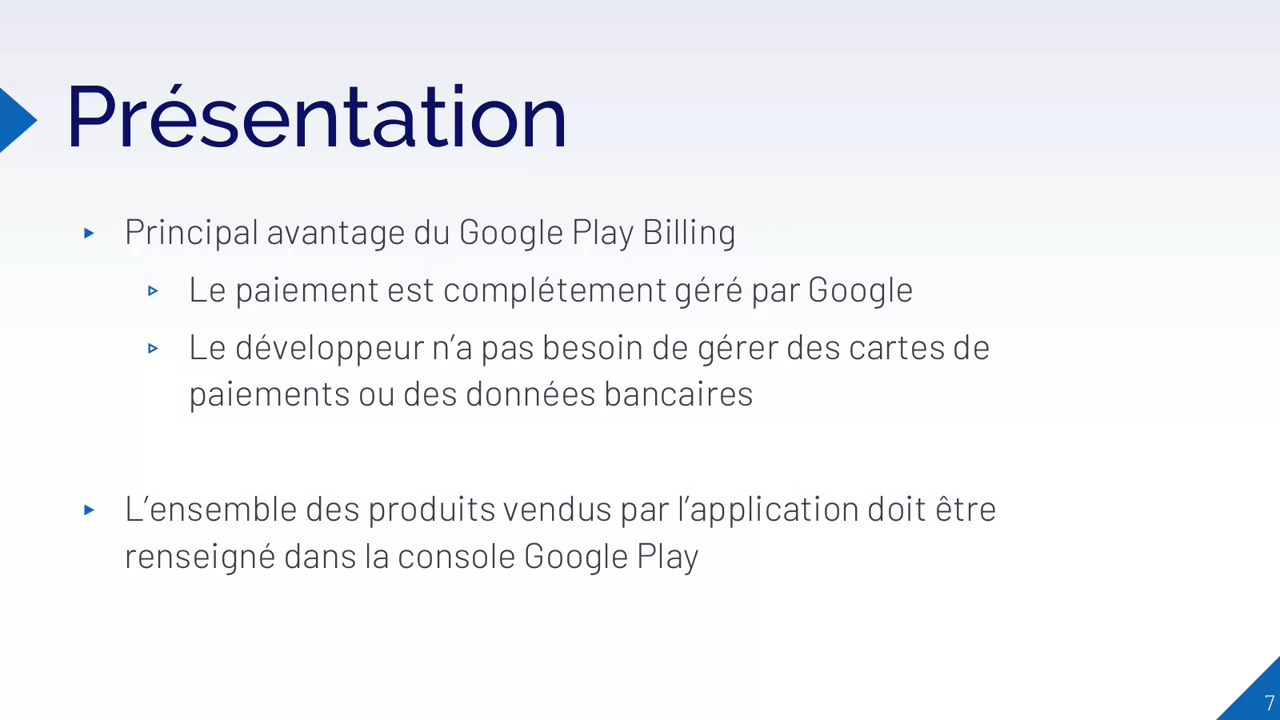 Présentation
Principal avantage du Google Play Billing
Le paiement est complétement géré par Google
Le développeur n’a pas besoin de gérer des cartes de
paiements ou des données bancaires
L’ensemble des produits vendus par l’application doit être
renseigné dans la console Google Play
7